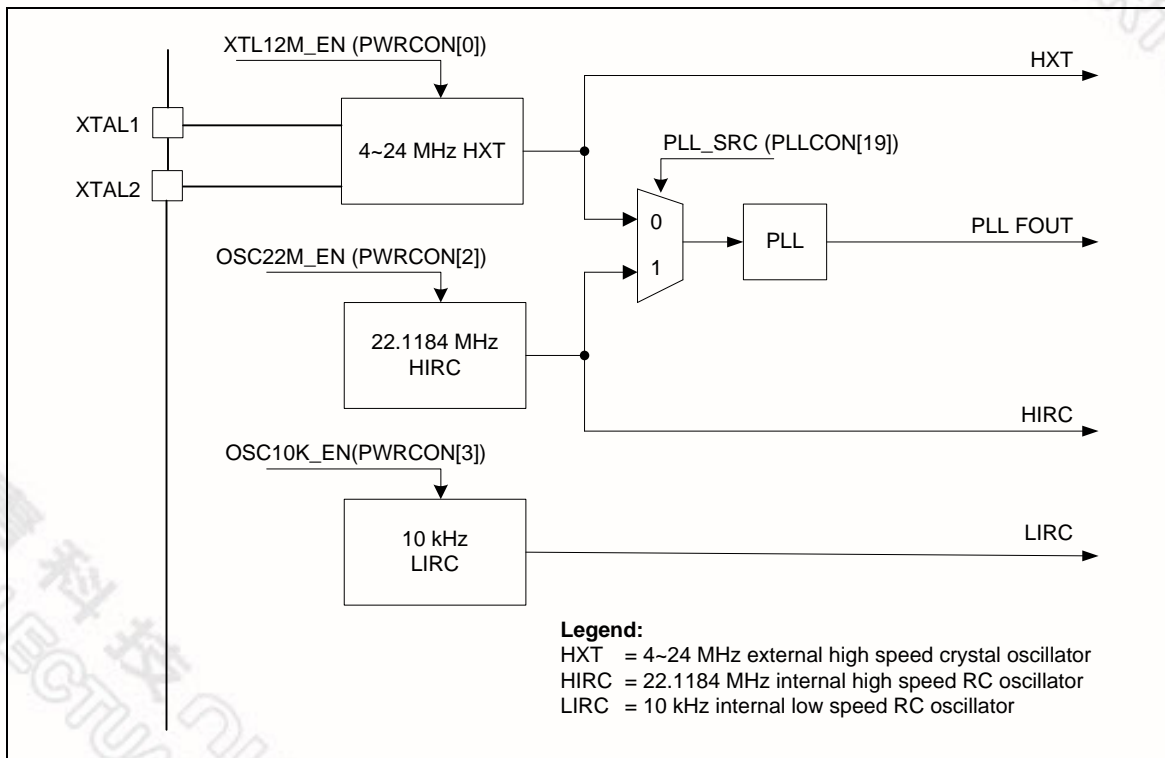 XTL12M_EN (PWRCON[0])
HXT
XTAL1
4~24 MHz HXT
PLL_SRC (PLLCON[19])
XTAL2
0
PLL
PLL FOUT
1
OSC22M_EN (PWRCON[2])
22.1184 MHz
HIRC
HIRC
OSC10K_EN(PWRCON[3])
10 kHz
LIRC
LIRC
Legend:
HXT = 4~24 MHz external high speed crystal oscillator
HIRC = 22.1184 MHz internal high speed RC oscillator
LIRC = 10 kHz internal low speed RC oscillator
科技